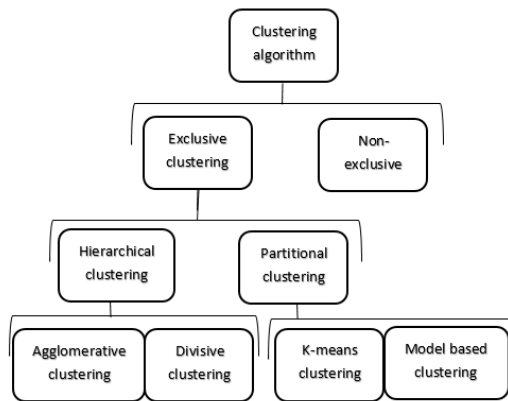 Clustering
algorithm
Exclusive
clustering
Non-
exclusive
Hierarchical
clustering
Partitional
clustering
Agglomerative
clustering
Divisive
clustering
K-means
clustering
Model based
clustering